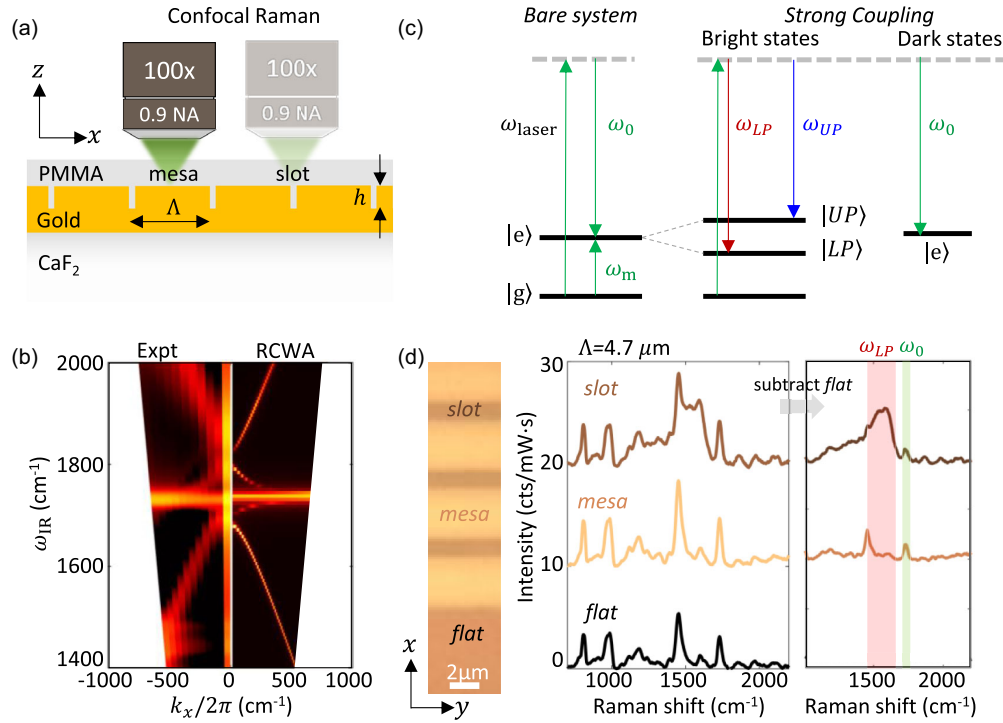 (a)
Confocal Raman
100x
100x
0.9 NA
0.9 NA
z
x
PMMA
mesa
slot
Λ
h
Gold
CaF₂
(c)
Bare system
Strong Coupling
Bright states
Dark states
ω_laser
ω₀
ω_LP
ω_UP
ω₀
|UP⟩
|e⟩
|LP⟩
|e⟩
ω_m
|g⟩
(b)
Expt
RCWA
2000
1800
1600
1400
ω_IR (cm⁻¹)
-1000
-500
0
500
1000
k_x/2π (cm⁻¹)
(d)
slot
mesa
flat
2μm
x
y
Λ=4.7 μm
30
20
10
0
Intensity (cts/mW·s)
slot
mesa
flat
1000
1500
2000
Raman shift (cm⁻¹)
subtract flat
ω_LP
ω₀
1500
2000
Raman shift (cm⁻¹)